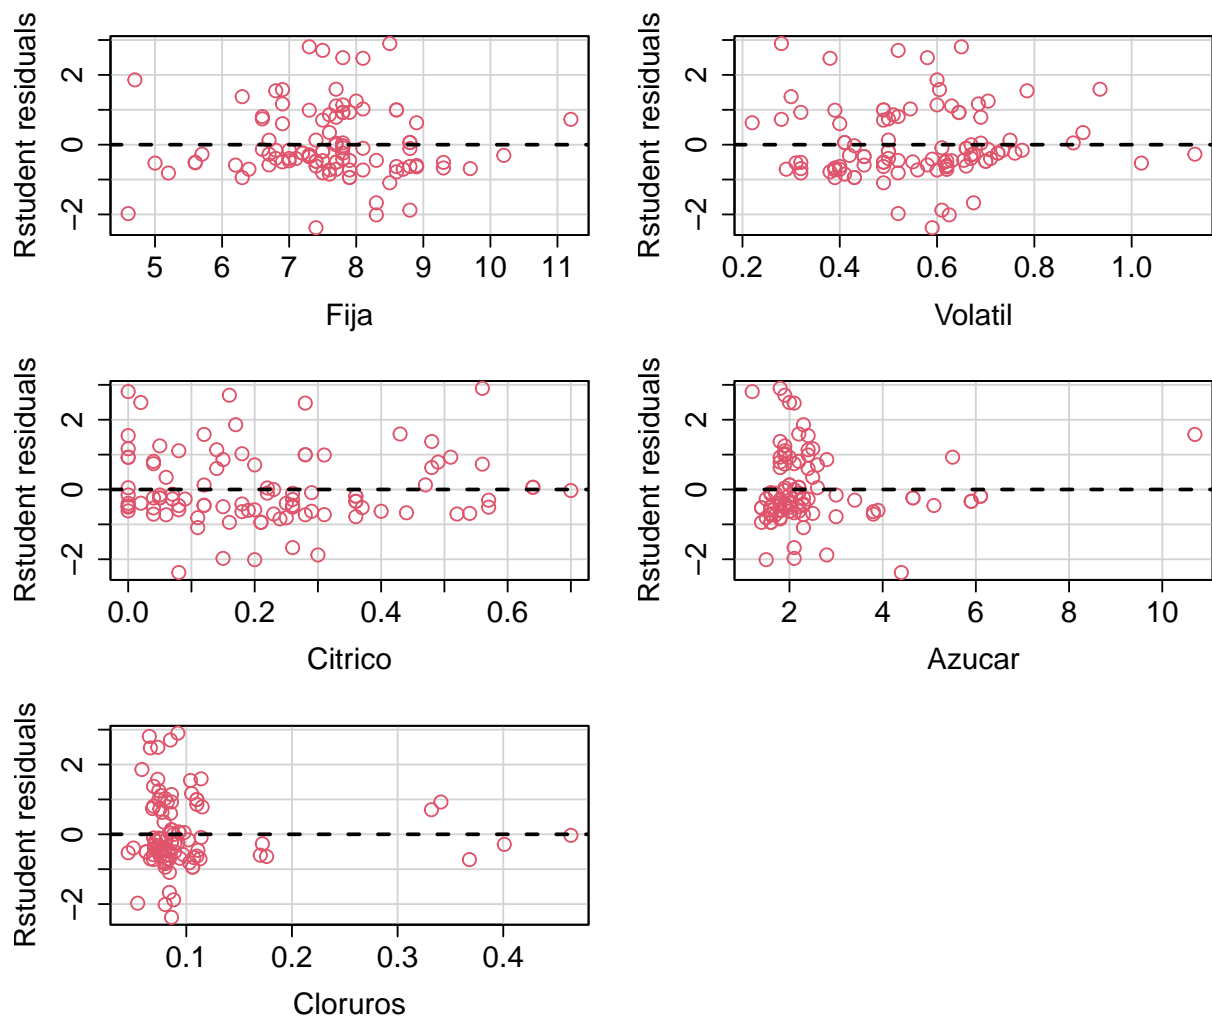 Rstudent residuals
2
0
−2
5 6 7 8 9 10 11
Fija
Rstudent residuals
2
0
−2
0.2 0.4 0.6 0.8 1.0
Volatil
Rstudent residuals
2
0
−2
0.0 0.2 0.4 0.6
Citrico
Rstudent residuals
2
0
−2
2 4 6 8 10
Azucar
Rstudent residuals
2
0
−2
0.1 0.2 0.3 0.4
Cloruros